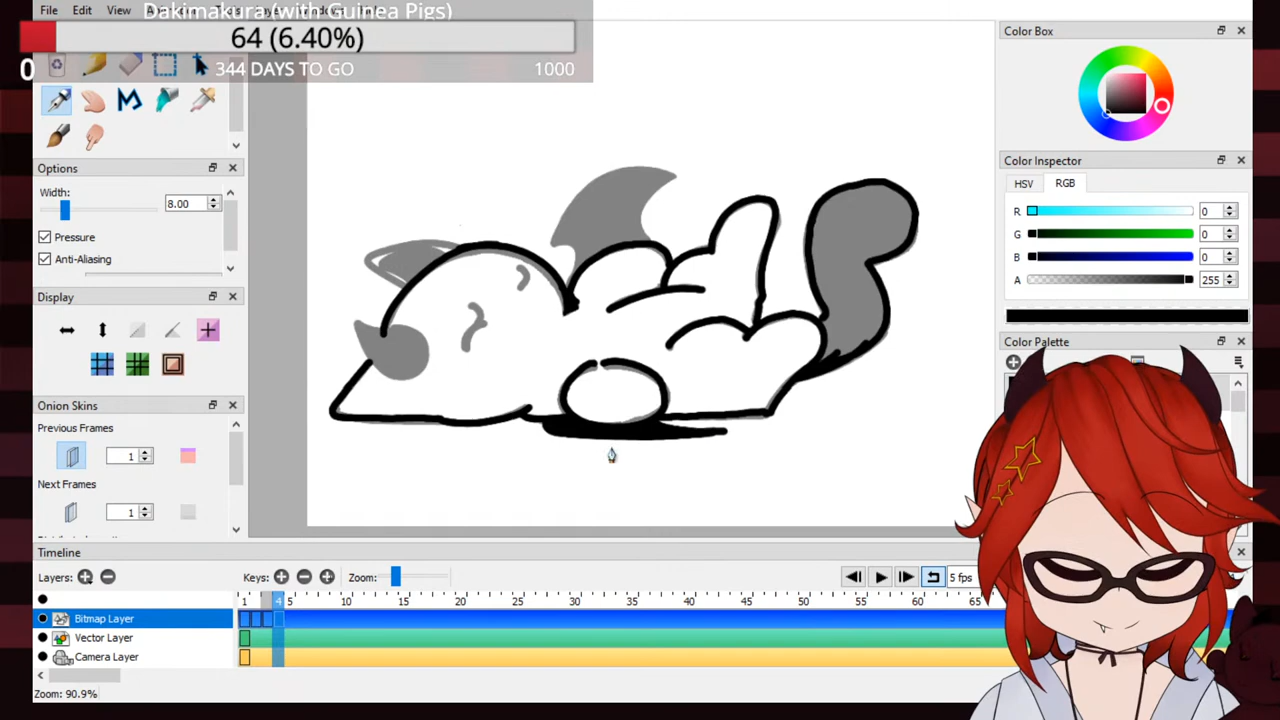 Dakimakura (with Guinea Pigs)
File Edit View
64 (6.40%)
0 344 DAYS TO GO 1000
Options
Width:
8.00
Pressure
Anti-Aliasing
Display
Onion Skins
Previous Frames
1
Next Frames
1
Color Box
Color Inspector
HSV RGB
R 0
G 0
B 0
A 255
Color Palette
Timeline
Layers: Keys: Zoom: 5 fps
1 4 5 10 15 20 25 30 35 40 45 50 55 60 65
Bitmap Layer
Vector Layer
Camera Layer
Zoom: 90.9%